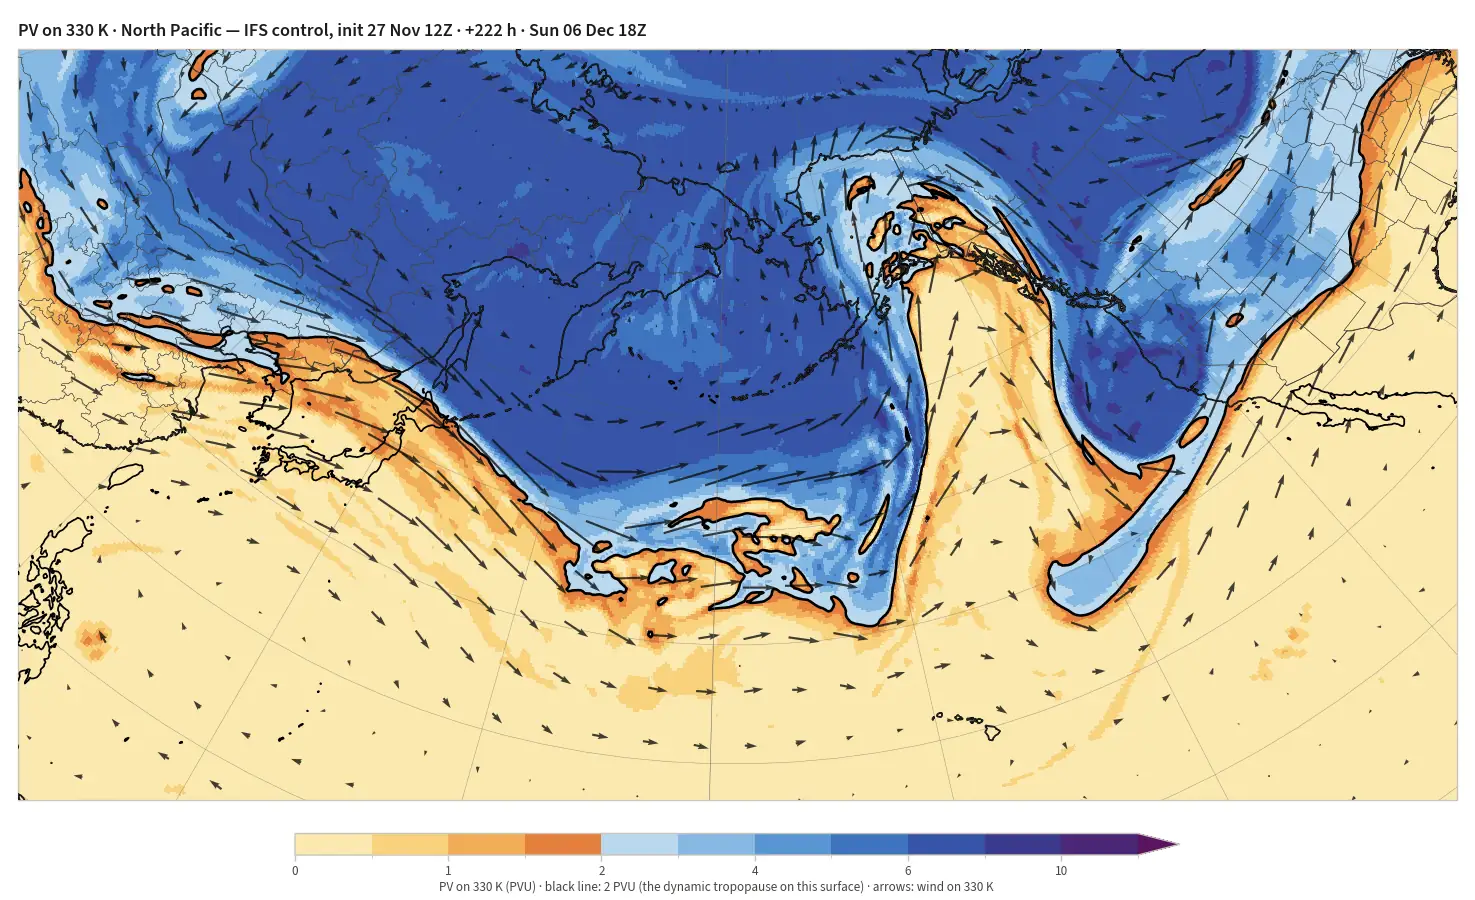 PV on 330 K · North Pacific — IFS control, init 27 Nov 12Z · +222 h · Sun 06 Dec 18Z
0 1 2 4 6 10
PV on 330 K (PVU) · black line: 2 PVU (the dynamic tropopause on this surface) · arrows: wind on 330 K